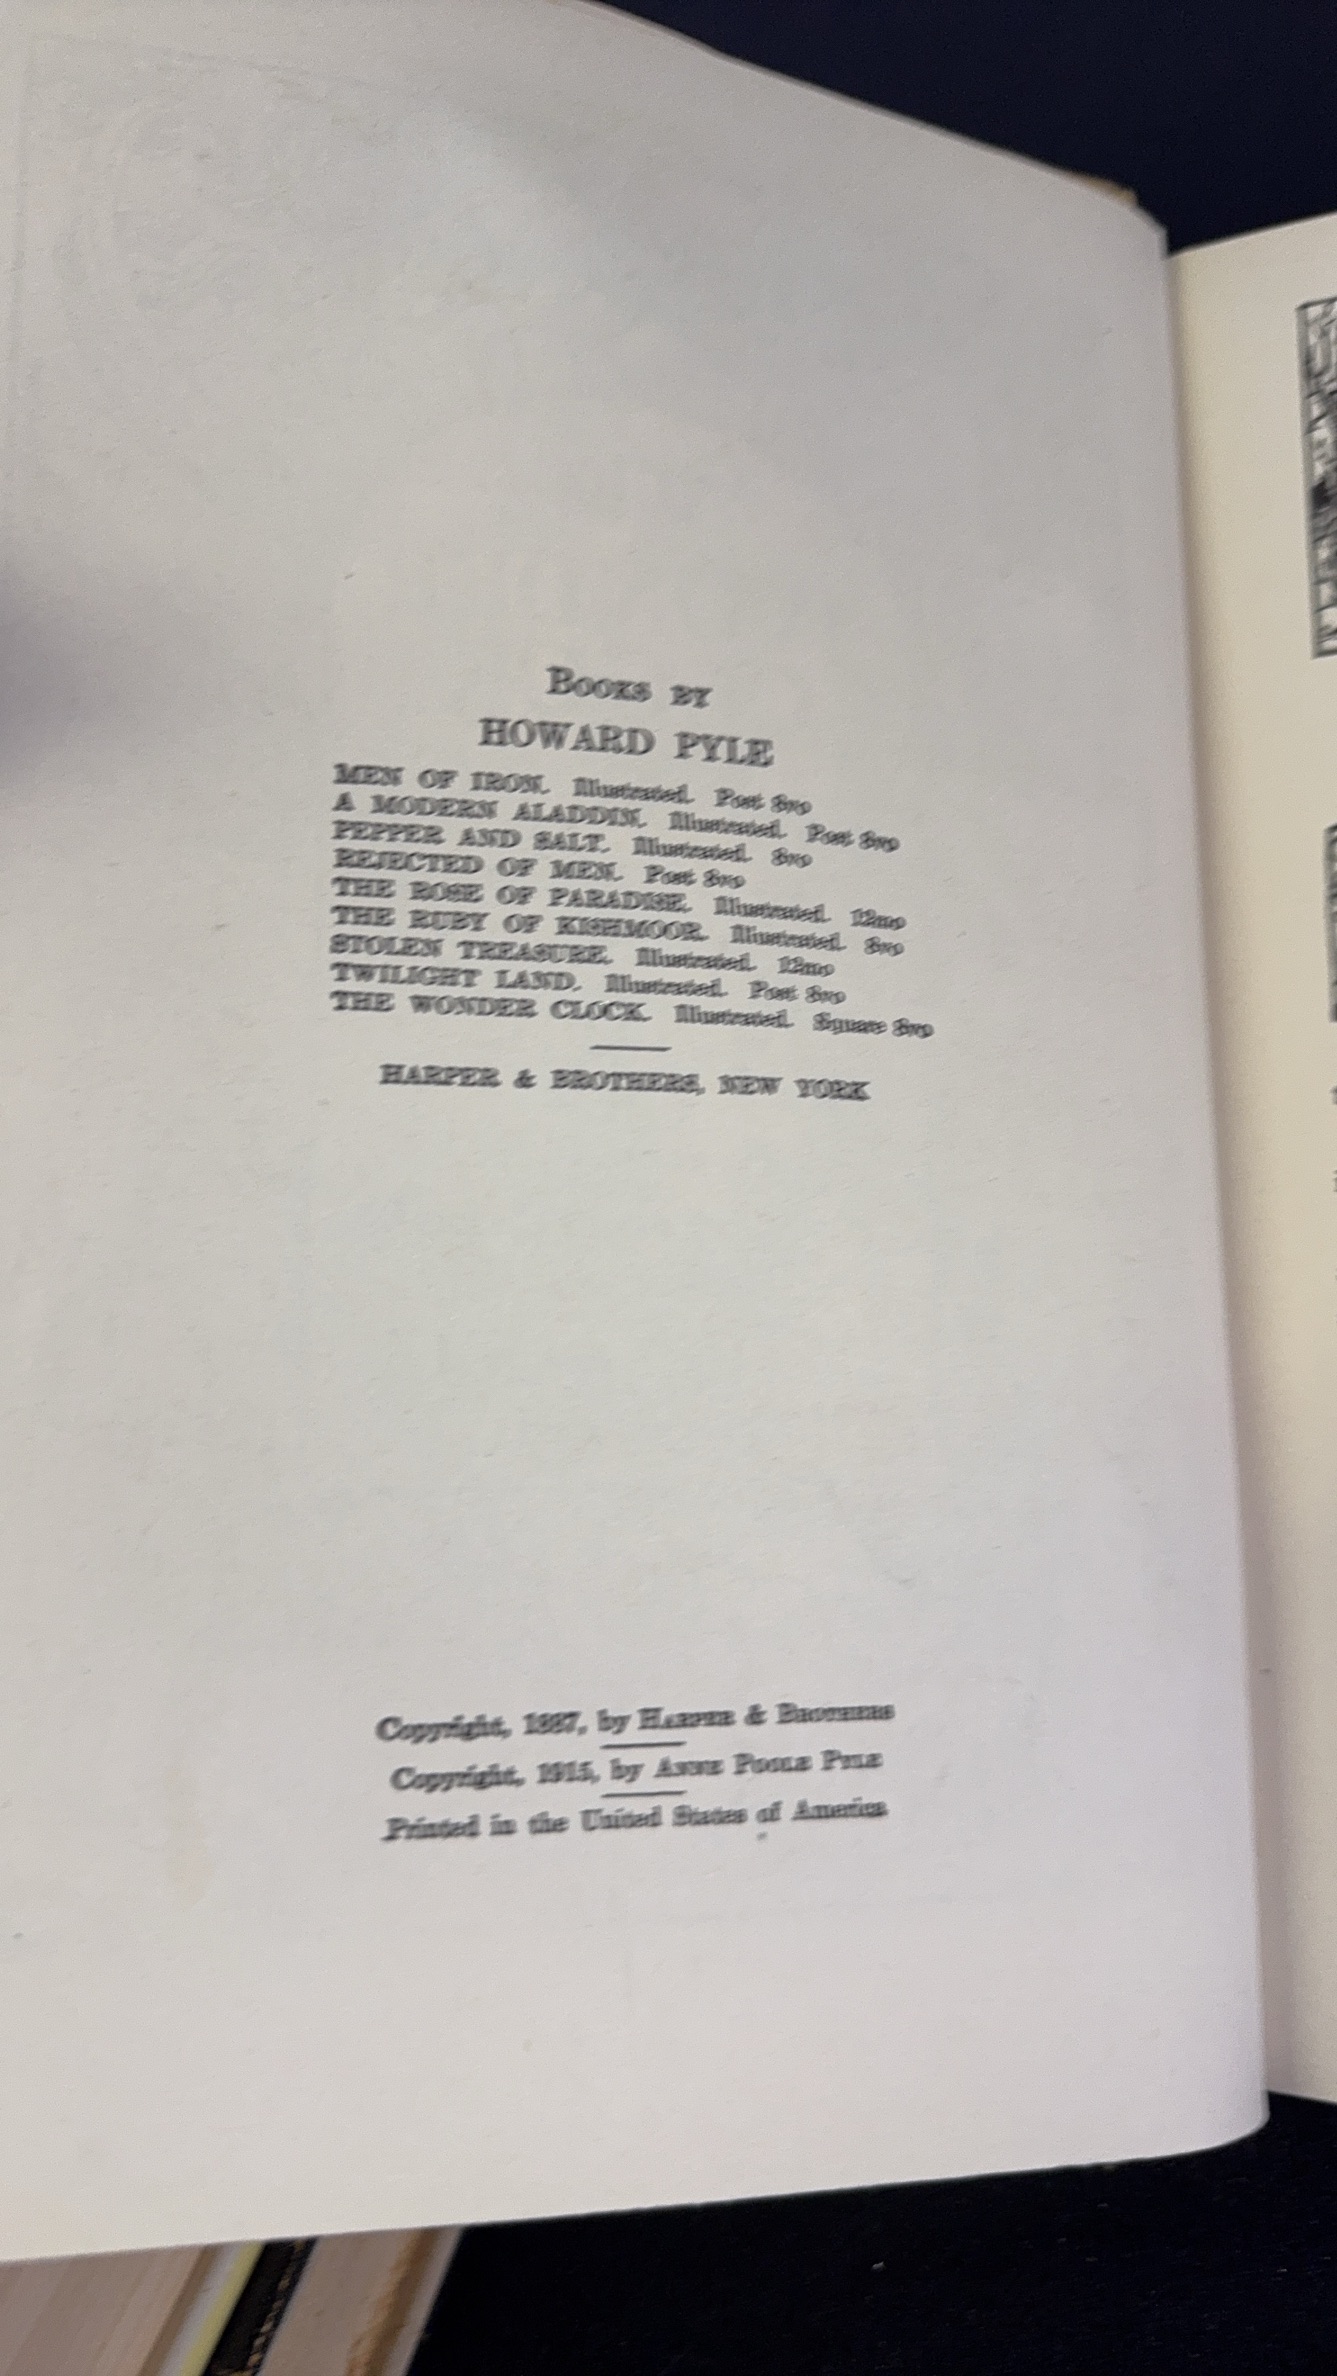 BOOKS BY
HOWARD PYLE
MEN OF IRON. Illustrated. Post 8vo
A MODERN ALADDIN. Illustrated. Post 8vo
PEPPER AND SALT. Illustrated. 8vo
REJECTED OF MEN. Post 8vo
THE ROSE OF PARADISE. Illustrated. 12mo
THE RUBY OF KISHMOOR. Illustrated. 8vo
STOLEN TREASURE. Illustrated. 12mo
TWILIGHT LAND. Illustrated. Post 8vo
THE WONDER CLOCK. Illustrated. Square 8vo
HARPER & BROTHERS, NEW YORK
Copyright, 1887, by HARPER & BROTHERS
Copyright, 1915, by ANNE POOLE PYLE
Printed in the United States of America